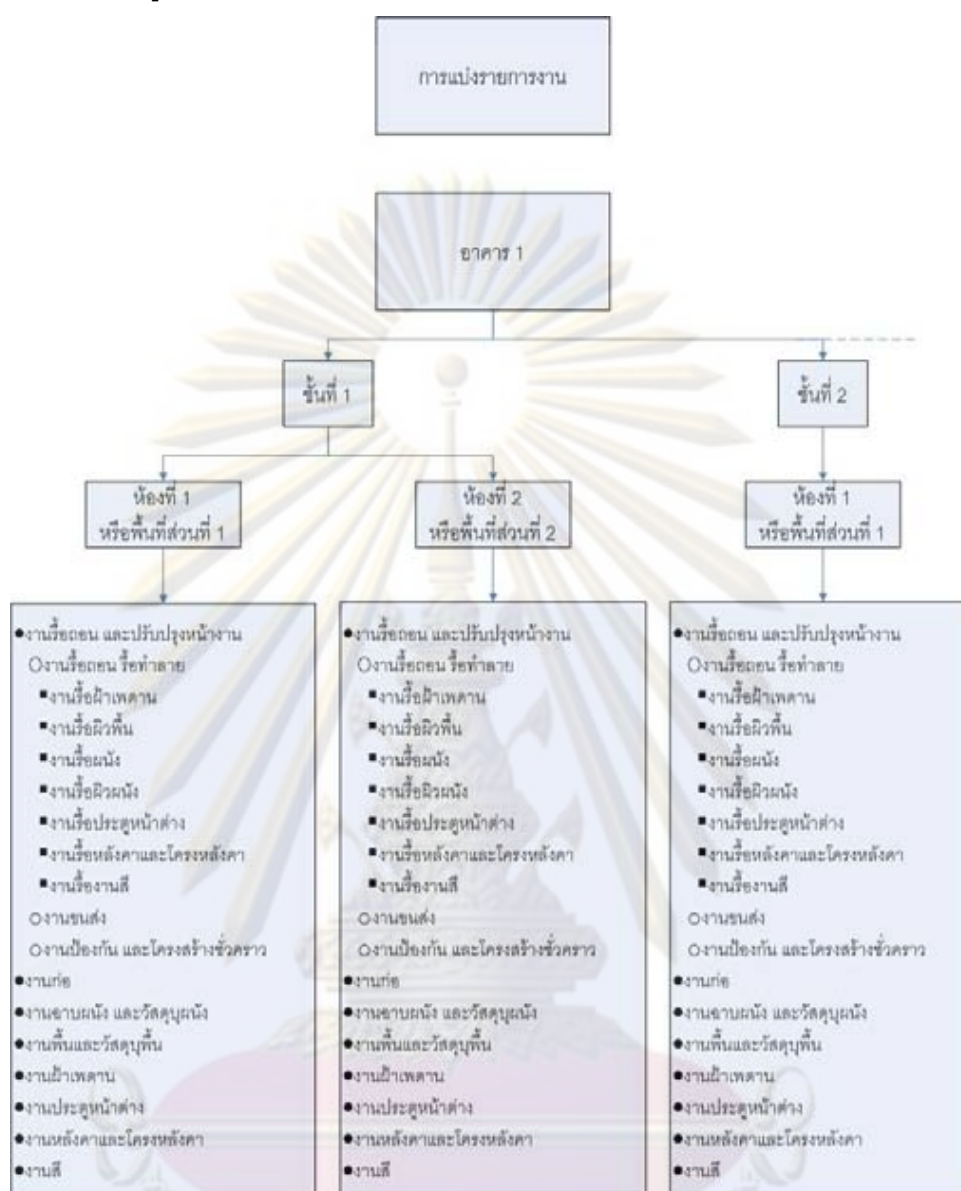 การแบ่งรายการงาน
อาคาร 1
ชั้นที่ 1
ชั้นที่ 2
ห้องที่ 1
หรือพื้นที่ส่วนที่ 1
ห้องที่ 2
หรือพื้นที่ส่วนที่ 2
ห้องที่ 1
หรือพื้นที่ส่วนที่ 1
●งานรื้อถอน และปรับปรุงหน้างาน
○งานรื้อถอน รื้อทำลาย
▪งานรื้อฝ้าเพดาน
▪งานรื้อผิวพื้น
▪งานรื้อผนัง
▪งานรื้อผิวผนัง
▪งานรื้อประตูหน้าต่าง
▪งานรื้อหลังคาและโครงหลังคา
▪งานรื้องานสี
○งานขนส่ง
○งานป้องกัน และโครงสร้างชั่วคราว
●งานก่อ
●งานฉาบผนัง และวัสดุบุผนัง
●งานพื้นและวัสดุบุพื้น
●งานฝ้าเพดาน
●งานประตูหน้าต่าง
●งานหลังคาและโครงหลังคา
●งานสี
●งานรื้อถอน และปรับปรุงหน้างาน
○งานรื้อถอน รื้อทำลาย
▪งานรื้อฝ้าเพดาน
▪งานรื้อผิวพื้น
▪งานรื้อผนัง
▪งานรื้อผิวผนัง
▪งานรื้อประตูหน้าต่าง
▪งานรื้อหลังคาและโครงหลังคา
▪งานรื้องานสี
○งานขนส่ง
○งานป้องกัน และโครงสร้างชั่วคราว
●งานก่อ
●งานฉาบผนัง และวัสดุบุผนัง
●งานพื้นและวัสดุบุพื้น
●งานฝ้าเพดาน
●งานประตูหน้าต่าง
●งานหลังคาและโครงหลังคา
●งานสี
●งานรื้อถอน และปรับปรุงหน้างาน
○งานรื้อถอน รื้อทำลาย
▪งานรื้อฝ้าเพดาน
▪งานรื้อผิวพื้น
▪งานรื้อผนัง
▪งานรื้อผิวผนัง
▪งานรื้อประตูหน้าต่าง
▪งานรื้อหลังคาและโครงหลังคา
▪งานรื้องานสี
○งานขนส่ง
○งานป้องกัน และโครงสร้างชั่วคราว
●งานก่อ
●งานฉาบผนัง และวัสดุบุผนัง
●งานพื้นและวัสดุบุพื้น
●งานฝ้าเพดาน
●งานประตูหน้าต่าง
●งานหลังคาและโครงหลังคา
●งานสี